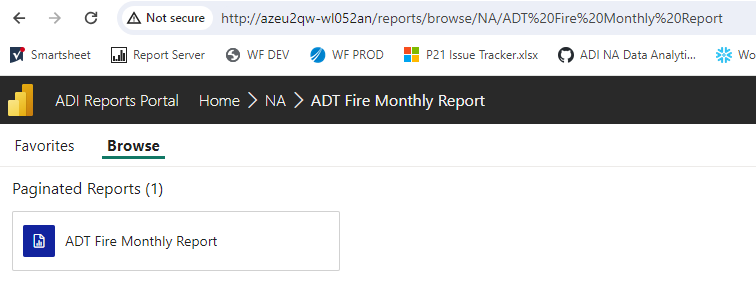 Not secure http://azeu2qw-wl052an/reports/browse/NA/ADT%20Fire%20Monthly%20Report
Smartsheet Report Server WF DEV WF PROD P21 Issue Tracker.xlsx ADI NA Data Analyti... Wo
ADI Reports Portal Home > NA > ADT Fire Monthly Report
Favorites Browse
Paginated Reports (1)
ADT Fire Monthly Report